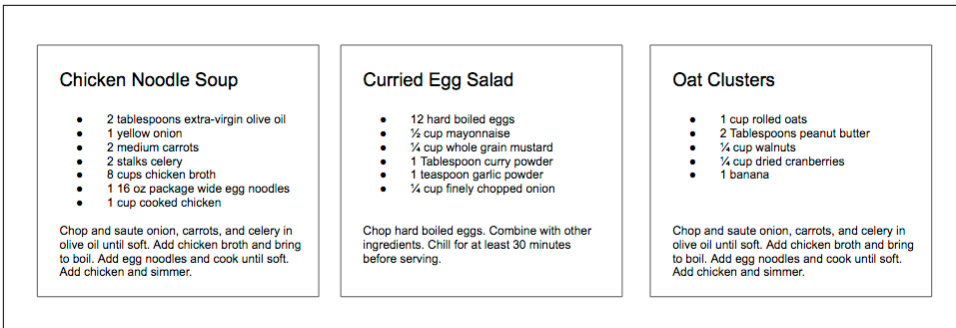 Chicken Noodle Soup
● 2 tablespoons extra-virgin olive oil
● 1 yellow onion
● 2 medium carrots
● 2 stalks celery
● 8 cups chicken broth
● 1 16 oz package wide egg noodles
● 1 cup cooked chicken
Chop and saute onion, carrots, and celery in
olive oil until soft. Add chicken broth and bring
to boil. Add egg noodles and cook until soft.
Add chicken and simmer.
Curried Egg Salad
● 12 hard boiled eggs
● ½ cup mayonnaise
● ¼ cup whole grain mustard
● 1 Tablespoon curry powder
● 1 teaspoon garlic powder
● ¼ cup finely chopped onion
Chop hard boiled eggs. Combine with other
ingredients. Chill for at least 30 minutes
before serving.
Oat Clusters
● 1 cup rolled oats
● 2 Tablespoons peanut butter
● ¼ cup walnuts
● ¼ cup dried cranberries
● 1 banana
Chop and saute onion, carrots, and celery in
olive oil until soft. Add chicken broth and bring
to boil. Add egg noodles and cook until soft.
Add chicken and simmer.